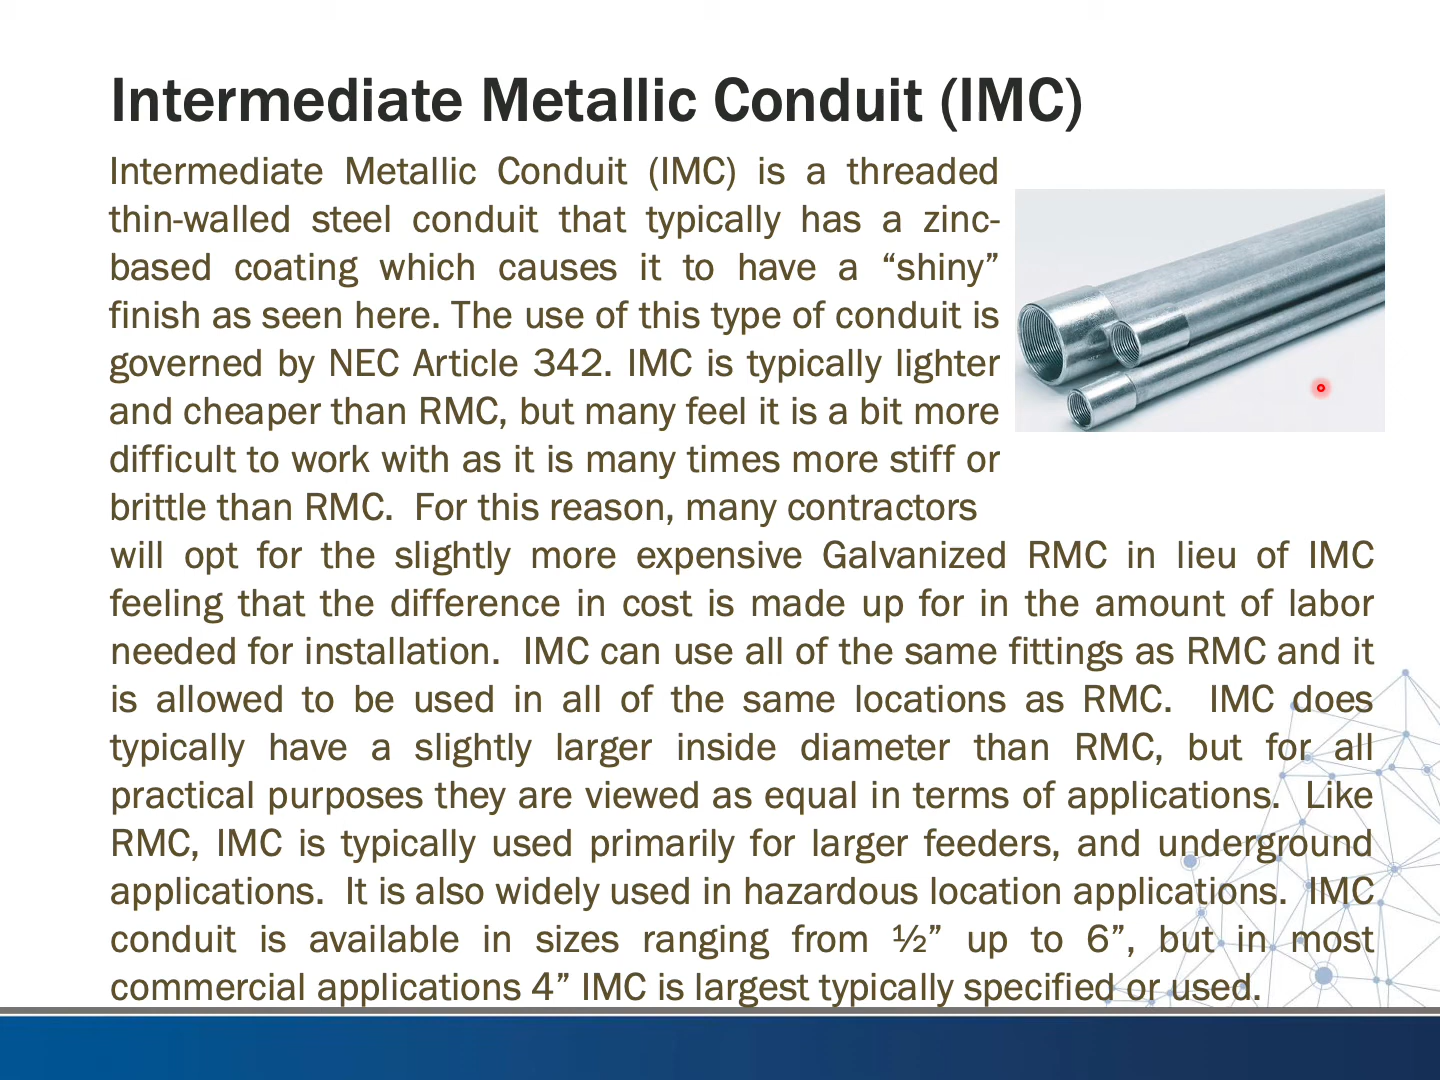 Intermediate Metallic Conduit (IMC)
Intermediate Metallic Conduit (IMC) is a threaded
thin-walled steel conduit that typically has a zinc-
based coating which causes it to have a “shiny”
finish as seen here. The use of this type of conduit is
governed by NEC Article 342. IMC is typically lighter
and cheaper than RMC, but many feel it is a bit more
difficult to work with as it is many times more stiff or
brittle than RMC.  For this reason, many contractors
will opt for the slightly more expensive Galvanized RMC in lieu of IMC
feeling that the difference in cost is made up for in the amount of labor
needed for installation.  IMC can use all of the same fittings as RMC and it
is allowed to be used in all of the same locations as RMC.  IMC does
typically have a slightly larger inside diameter than RMC, but for all
practical purposes they are viewed as equal in terms of applications.  Like
RMC, IMC is typically used primarily for larger feeders, and underground
applications.  It is also widely used in hazardous location applications.  IMC
conduit is available in sizes ranging from ½” up to 6”, but in most
commercial applications 4” IMC is largest typically specified or used.